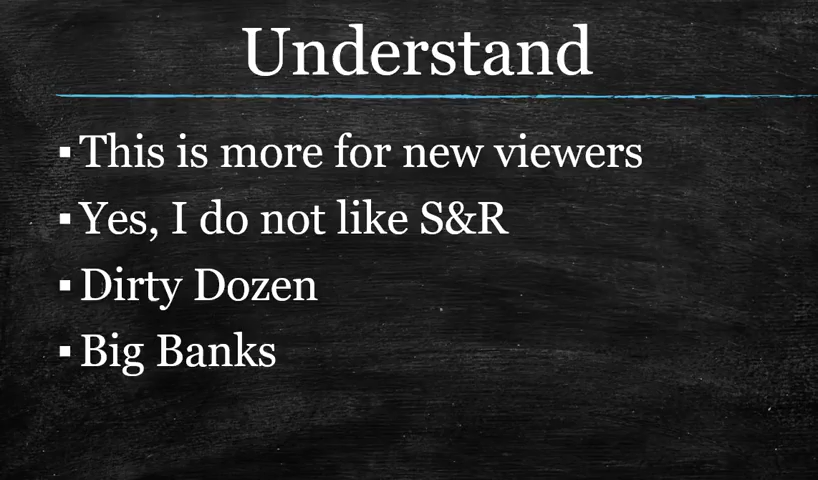 Understand
▪This is more for new viewers
▪Yes, I do not like S&R
▪Dirty Dozen
▪Big Banks